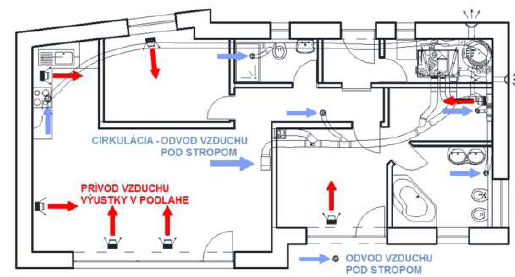 CIRKULÁCIA - ODVOD VZDUCHU
POD STROPOM
PRÍVOD VZDUCHU
VÝUSTKY V PODLAHE
ODVOD VZDUCHU
POD STROPOM